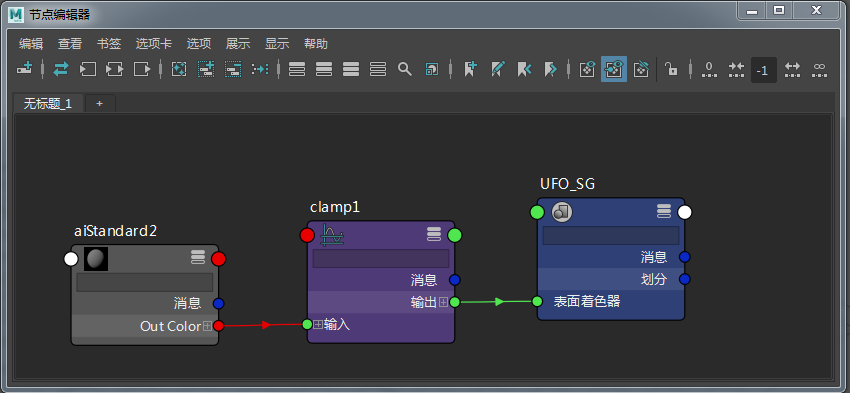 节点编辑器
编辑 查看 书签 选项卡 选项 展示 显示 帮助
0 -1 ∞
无标题_1 +
UFO_SG
clamp1
aiStandard2
消息
消息
划分
消息
输出
表面着色器
Out Color
输入